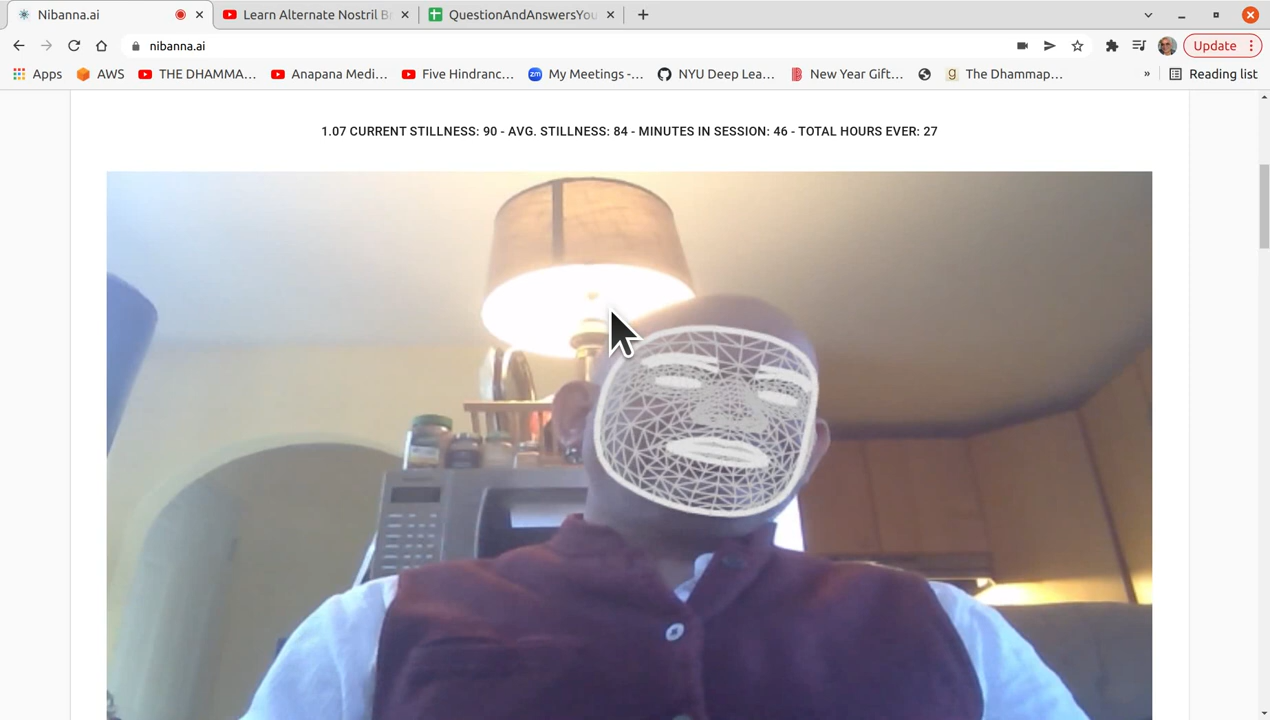 Nibanna.ai
Learn Alternate Nostril B
QuestionAndAnswersYou
nibanna.ai
Update
Apps
AWS
THE DHAMMA...
Anapana Medi...
Five Hindranc...
zm
My Meetings -...
NYU Deep Lea...
New Year Gift...
g
The Dhammap...
»
Reading list
1.07 CURRENT STILLNESS: 90 - AVG. STILLNESS: 84 - MINUTES IN SESSION: 46 - TOTAL HOURS EVER: 27